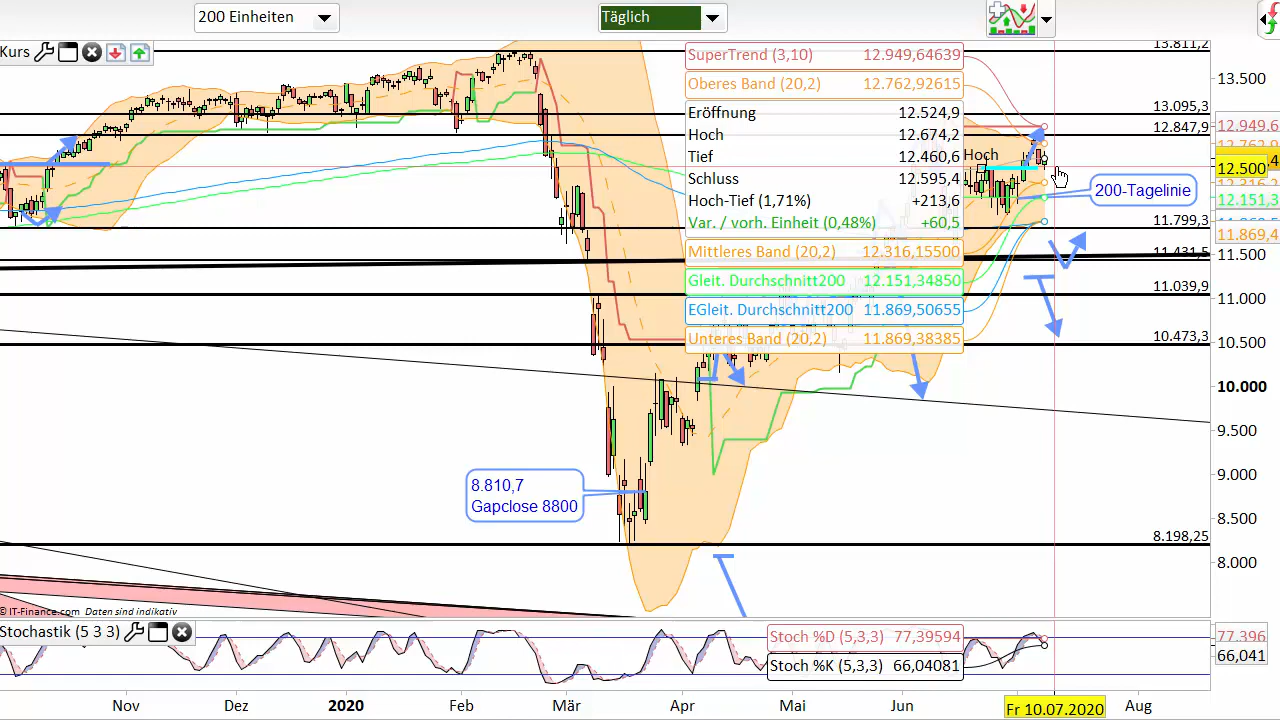 200 Einheiten
Täglich
Kurs
SuperTrend (3,10) 12.949,64639
Oberes Band (20,2) 12.762,92615
Eröffnung 12.524,9
Hoch 12.674,2
Tief 12.460,6
Schluss 12.595,4
Hoch-Tief (1,71%) +213,6
Var. / vorh. Einheit (0,48%) +60,5
Mittleres Band (20,2) 12.316,15500
Gleit. Durchschnitt200 12.151,34850
EGleit. Durchschnitt200 11.869,50655
Unteres Band (20,2) 11.869,38385
Hoch
200-Tagelinie
8.810,7
Gapclose 8800
13.811,2
13.095,3
12.847,9
11.799,3
11.431,5
11.039,9
10.473,3
8.198,25
13.500
12.949,6
12.500
12.151,3
11.869,4
11.500
11.000
10.500
10.000
9.500
9.000
8.500
8.000
© IT-Finance.com Daten sind indikativ
Stochastik (5 3 3)
Stoch %D (5,3,3) 77,39594
Stoch %K (5,3,3) 66,04081
77,396
66,041
Nov Dez 2020 Feb Mär Apr Mai Jun Fr 10.07.2020 Aug